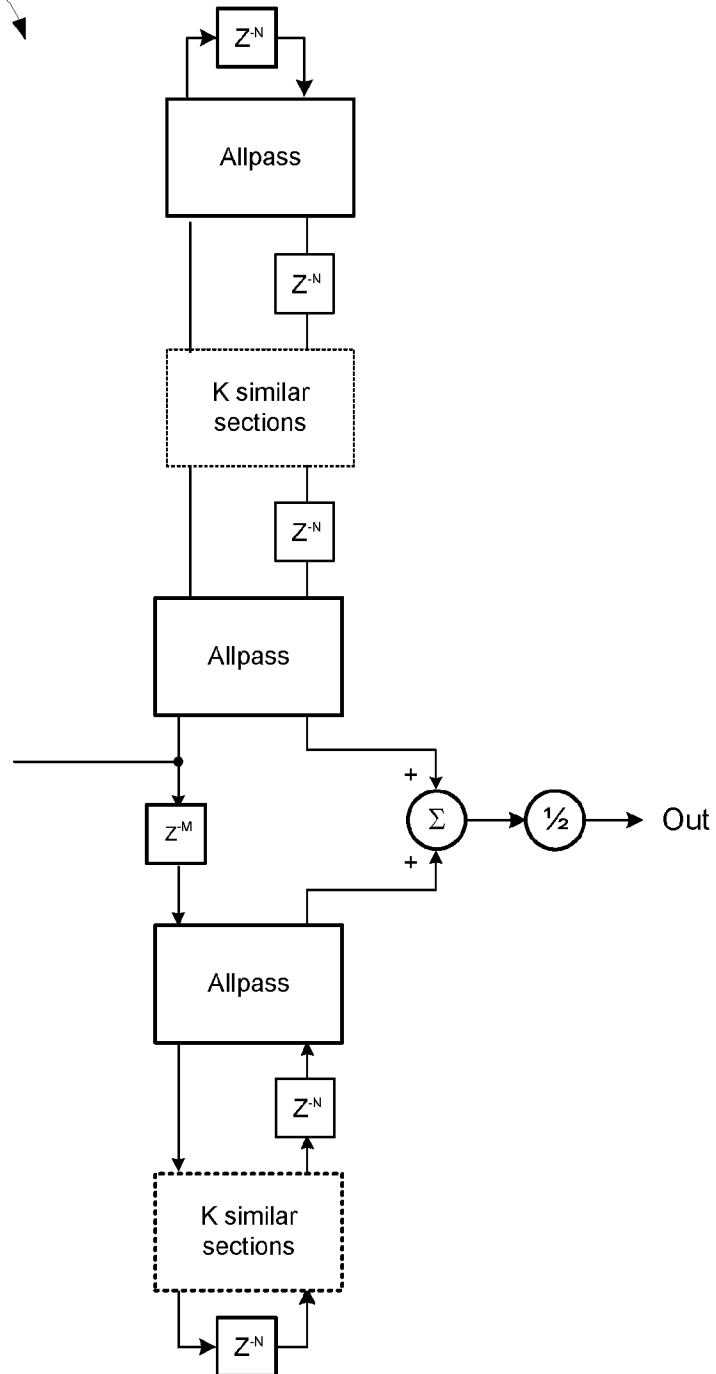 Z-N
Allpass
Z-N
K similar
sections
Z-N
Allpass
+
Z-M
Σ
½
Out
+
Allpass
Z-N
K similar
sections
Z-N